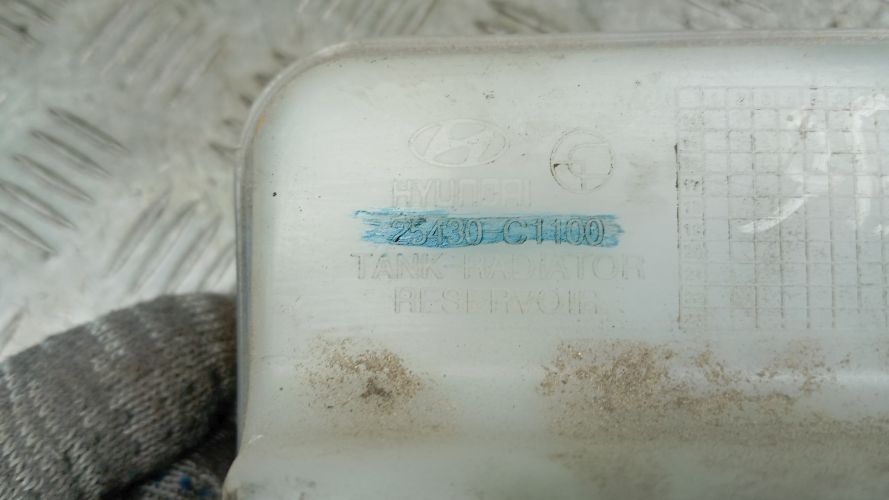 HYUNDAI
25430 C1100
TANK-RADIATOR
RESERVOIR